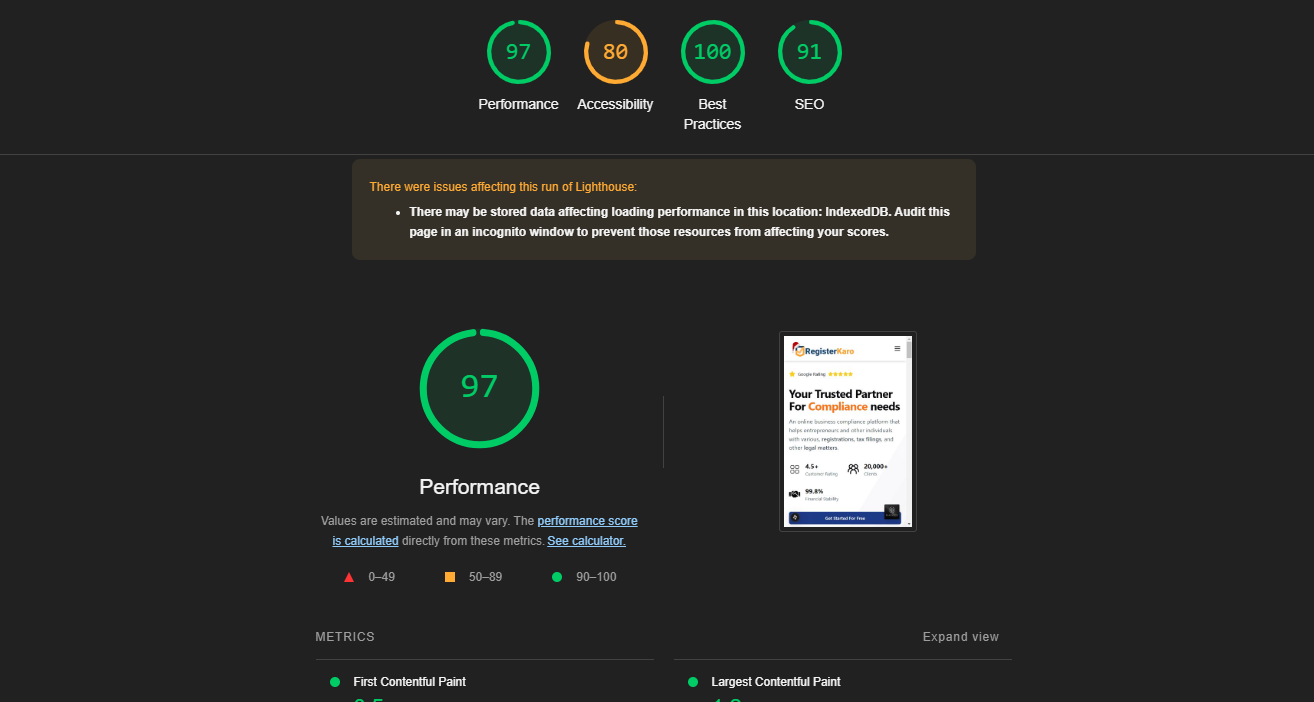 97
80
100
91
Performance
Accessibility
Best
Practices
SEO
There were issues affecting this run of Lighthouse:
There may be stored data affecting loading performance in this location: IndexedDB. Audit this
page in an incognito window to prevent those resources from affecting your scores.
97
Performance
Values are estimated and may vary. The performance score
is calculated directly from these metrics. See calculator.
0–49
50–89
90–100
RegisterKaro
Google Rating
Your Trusted Partner
For Compliance needs
An online business compliance platform that
helps entrepreneurs and other individuals
with various, registrations, tax filings, and
other legal matters.
4.5+
Customer Rating
20,000+
Clients
99.8%
Financial Stability
Get Started For Free
METRICS
Expand view
First Contentful Paint
Largest Contentful Paint